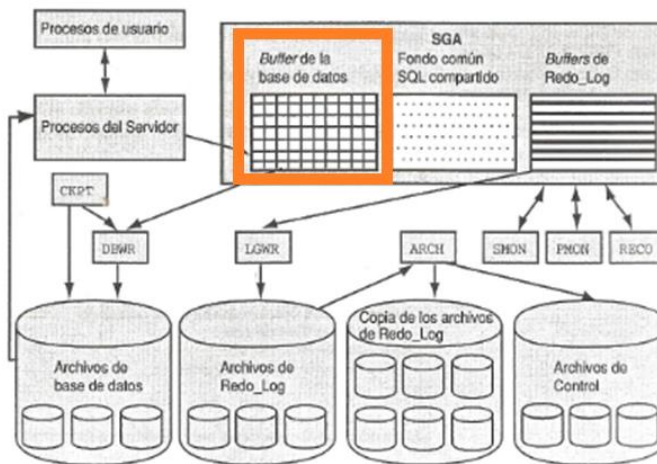 Procesos de usuario
Procesos del Servidor
SGA
Buffer de la
base de datos
Fondo común
SQL compartido
Buffers de
Redo_Log
CKPT
DBWR
LGWR
ARCH
SMON
PMON
RECO
Archivos de
base de datos
Archivos de
Redo_Log
Copia de los archivos
de Redo_Log
Archivos de
Control